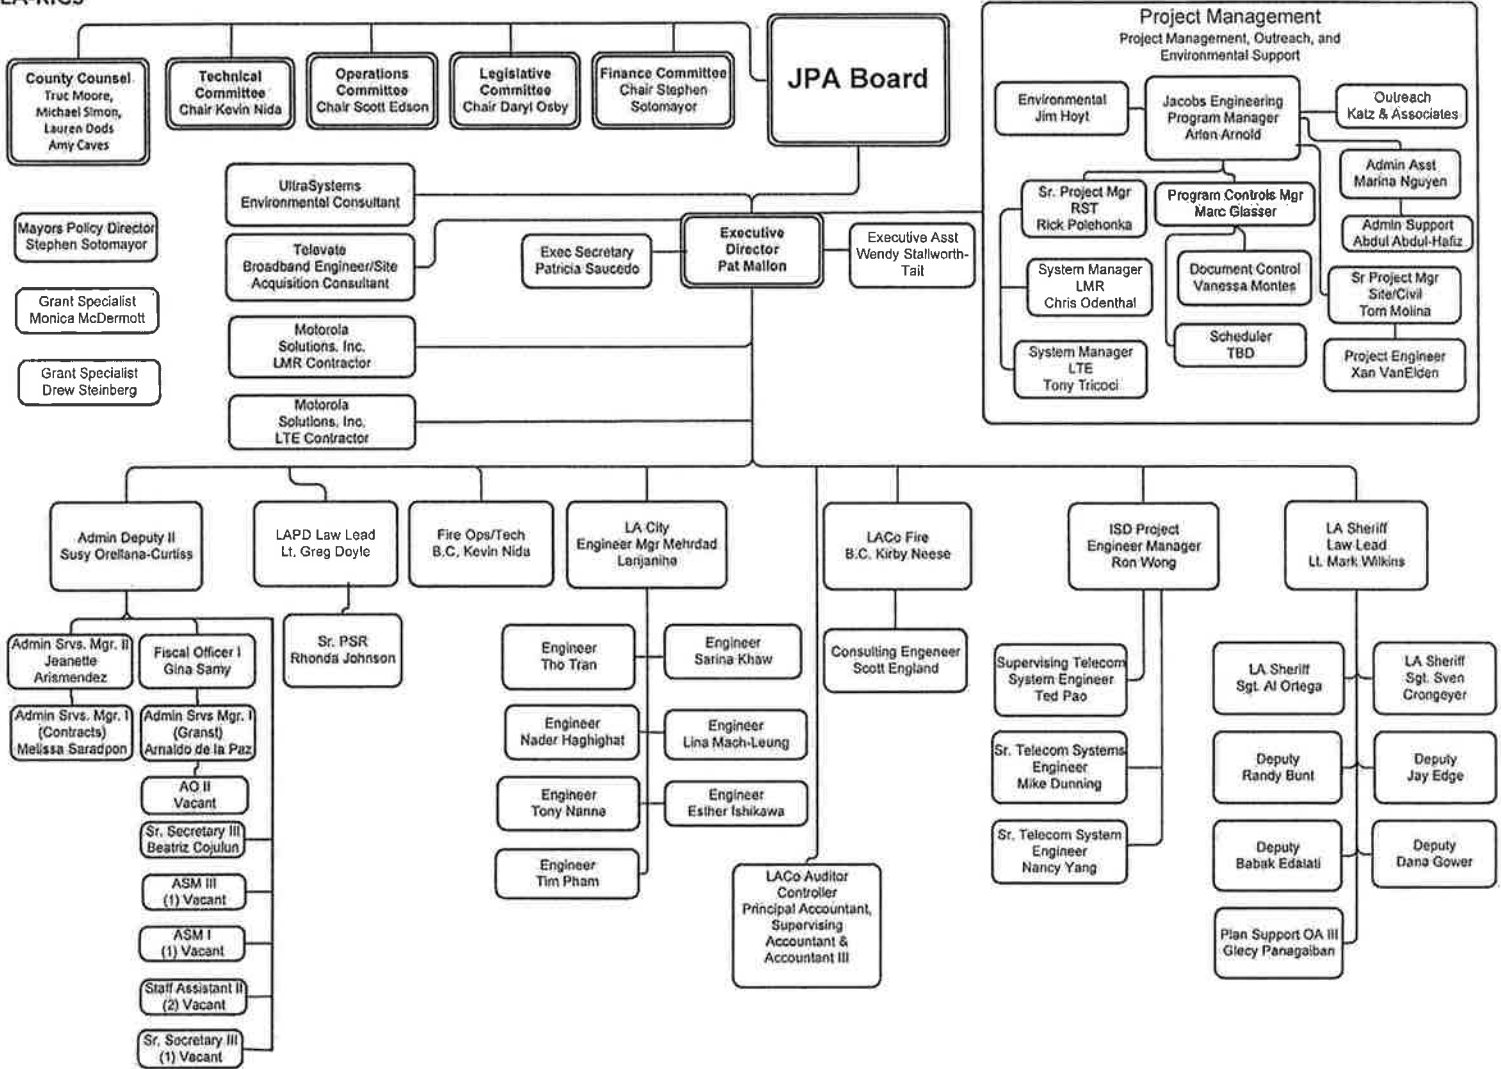 LA-RICS
JPA Board
County Counsel
Truc Moore,
Michael Simon,
Lauren Dods
Amy Caves
Technical
Committee
Chair Kevin Nida
Operations
Committee
Chair Scott Edson
Legislative
Committee
Chair Daryl Osby
Finance Committee
Chair Stephen
Sotomayor
Project Management
Project Management, Outreach, and
Environmental Support
Environmental
Jim Hoyt
Jacobs Engineering
Program Manager
Arlen Arnold
Outreach
Katz & Associates
Admin Asst
Marina Nguyen
Sr. Project Mgr
RST
Rick Polehonka
Program Controls Mgr
Marc Glasser
Admin Support
Abdul Abdul-Hafiz
System Manager
LMR
Chris Odenthal
Document Control
Vanessa Montes
Sr Project Mgr
Site/Civil
Tom Molina
System Manager
LTE
Tony Tricoci
Scheduler
TBD
Project Engineer
Xan VanElden
UltraSystems
Environmental Consultant
Mayors Policy Director
Stephen Sotomayor
Televate
Broadband Engineer/Site
Acquisition Consultant
Exec Secretary
Patricia Saucedo
Executive
Director
Pat Mallon
Executive Asst
Wendy Stallworth-
Tait
Grant Specialist
Monica McDermott
Motorola
Solutions, Inc.
LMR Contractor
Grant Specialist
Drew Steinberg
Motorola
Solutions, Inc.
LTE Contractor
Admin Deputy II
Susy Orellana-Curtiss
LAPD Law Lead
Lt. Greg Doyle
Fire Ops/Tech
B.C. Kevin Nida
LA City
Engineer Mgr Mehrdad
Larijaniha
LACo Fire
B.C. Kirby Neese
ISD Project
Engineer Manager
Ron Wong
LA Sheriff
Law Lead
Lt. Mark Wilkins
Admin Srvs. Mgr. II
Jeanette
Arismendez
Fiscal Officer I
Gina Samy
Sr. PSR
Rhonda Johnson
Admin Srvs. Mgr. I
(Contracts)
Melissa Saradpon
Admin Srvs Mgr. I
(Granst)
Arnaldo de la Paz
AO II
Vacant
Sr. Secretary III
Beatriz Cojulun
ASM III
(1) Vacant
ASM I
(1) Vacant
Staff Assistant II
(2) Vacant
Sr. Secretary III
(1) Vacant
Engineer
Tho Tran
Engineer
Sarina Khaw
Engineer
Nader Haghighat
Engineer
Lina Mach-Leung
Engineer
Tony Nanna
Engineer
Esther Ishikawa
Engineer
Tim Pham
LACo Auditor
Controller
Principal Accountant,
Supervising
Accountant &
Accountant III
Consulting Engeneer
Scott England
Supervising Telecom
System Engineer
Ted Pao
Sr. Telecom Systems
Engineer
Mike Dunning
Sr. Telecom System
Engineer
Nancy Yang
LA Sheriff
Sgt. Al Ortega
LA Sheriff
Sgt. Sven
Crongeyer
Deputy
Randy Bunt
Deputy
Jay Edge
Deputy
Babak Edalati
Deputy
Dana Gower
Plan Support OA III
Glecy Panagaiban